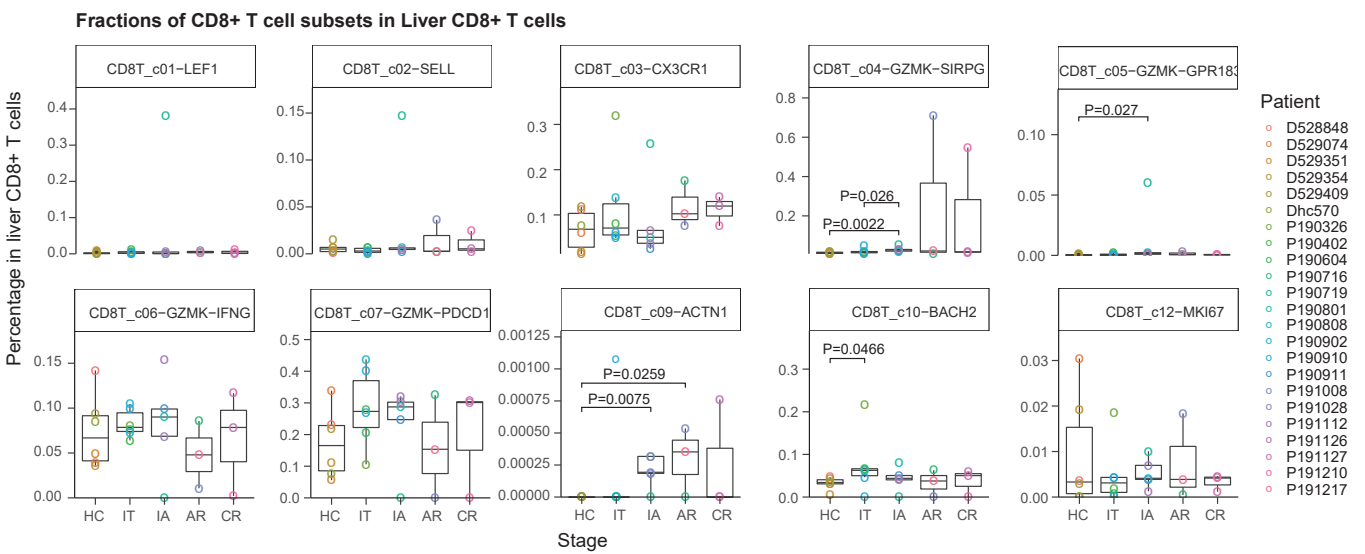 Fractions of CD8+ T cell subsets in Liver CD8+ T cells
Percentage in liver CD8+ T cells
CD8T_c01−LEF1
0.4
0.3
0.2
0.1
0.0
CD8T_c02−SELL
0.15
0.10
0.05
0.00
CD8T_c03−CX3CR1
0.3
0.2
0.1
CD8T_c04−GZMK−SIRPG
0.8
0.6
0.4
0.2
P=0.026
P=0.0022
CD8T_c05−GZMK−GPR183
0.10
0.05
0.00
P=0.027
CD8T_c06−GZMK−IFNG
0.15
0.10
0.05
0.00
HC IT IA AR CR
CD8T_c07−GZMK−PDCD1
0.5
0.4
0.3
0.2
0.1
0.0
HC IT IA AR CR
CD8T_c09−ACTN1
0.00125
0.00100
0.00075
0.00050
0.00025
0.00000
P=0.0259
P=0.0075
HC IT IA AR CR
CD8T_c10−BACH2
0.3
0.2
0.1
0.0
P=0.0466
HC IT IA AR CR
CD8T_c12−MKI67
0.03
0.02
0.01
0.00
HC IT IA AR CR
Stage
Patient
D528848
D529074
D529351
D529354
D529409
Dhc570
P190326
P190402
P190604
P190716
P190719
P190801
P190808
P190902
P190910
P190911
P191008
P191028
P191112
P191126
P191127
P191210
P191217